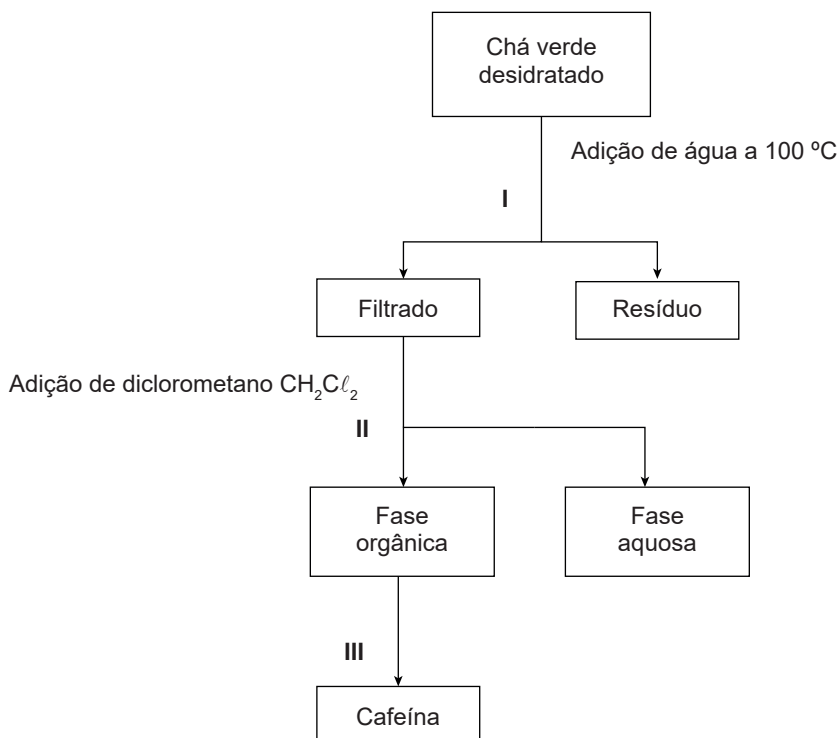 Chá verde
desidratado
Adição de água a 100 ºC
I
Filtrado
Resíduo
Adição de diclorometano CH₂Cℓ₂
II
Fase
orgânica
Fase
aquosa
III
Cafeína